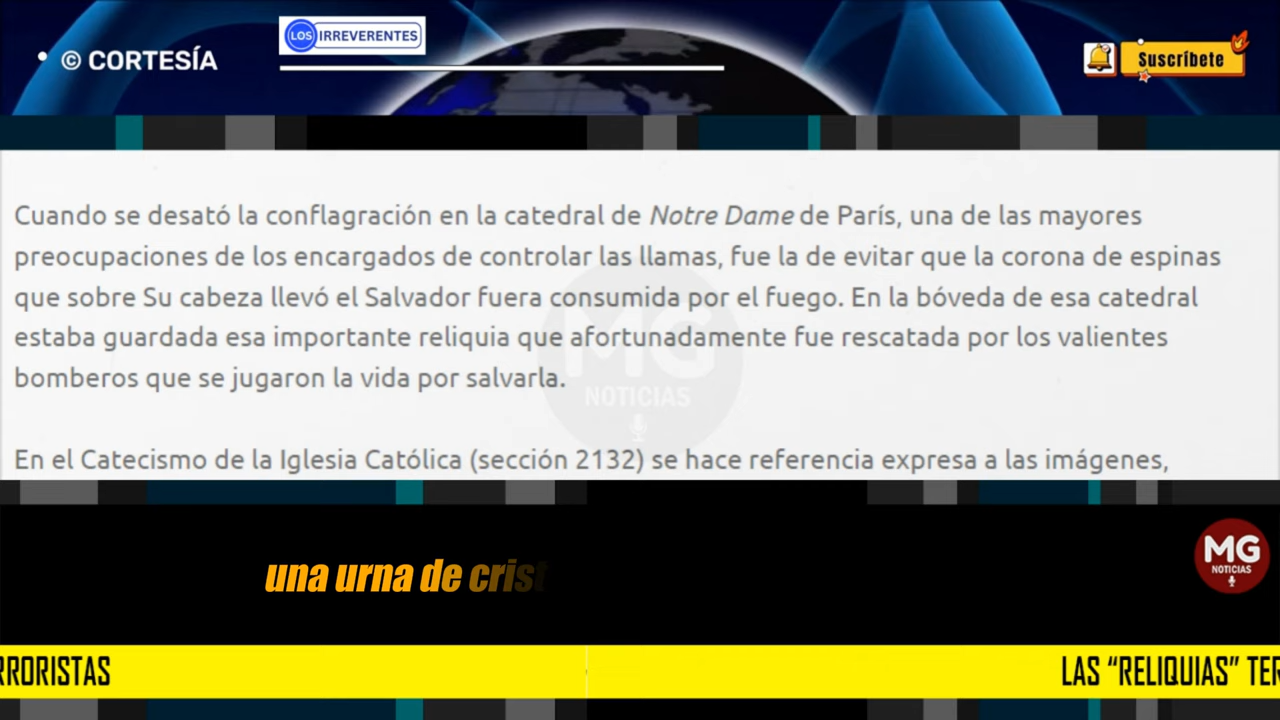 © CORTESÍA
LOS IRREVERENTES
Suscríbete
Cuando se desató la conflagración en la catedral de Notre Dame de París, una de las mayores
preocupaciones de los encargados de controlar las llamas, fue la de evitar que la corona de espinas
que sobre Su cabeza llevó el Salvador fuera consumida por el fuego. En la bóveda de esa catedral
estaba guardada esa importante reliquia que afortunadamente fue rescatada por los valientes
bomberos que se jugaron la vida por salvarla.
MG
NOTICIAS
En el Catecismo de la Iglesia Católica (sección 2132) se hace referencia expresa a las imágenes,
una urna de crist
MG
NOTICIAS
RRORISTAS
LAS “RELIQUIAS” TER